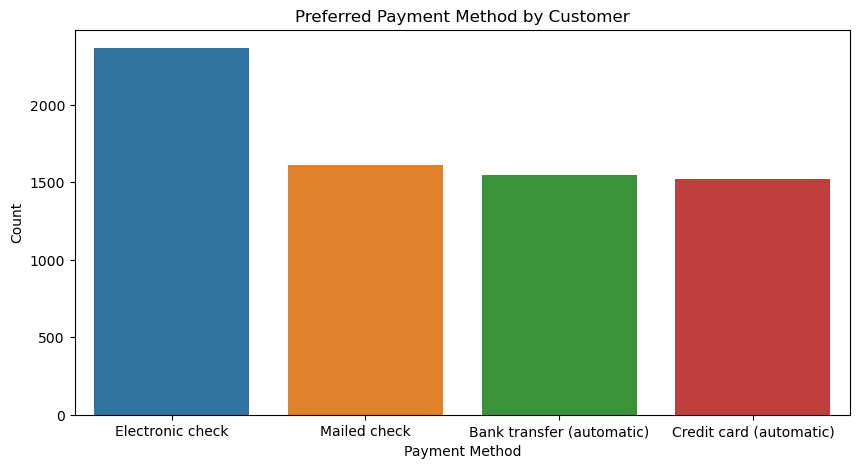 Preferred Payment Method by Customer
2000
1500
1000
500
0
Count
Electronic check
Mailed check
Bank transfer (automatic)
Credit card (automatic)
Payment Method